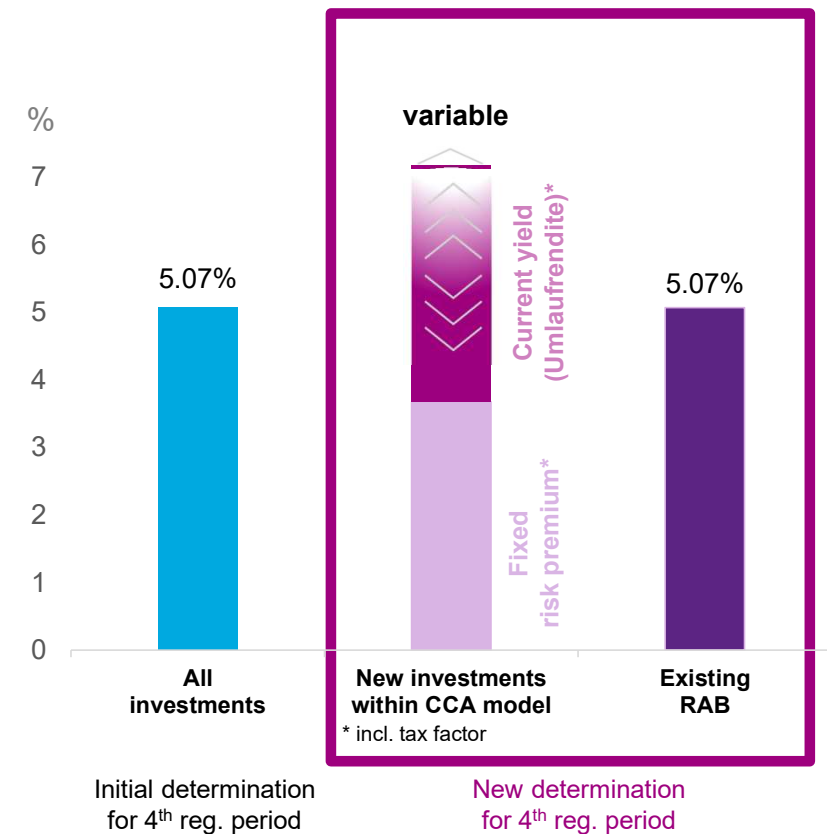 %
7
6
5
4
3
2
1
0
5.07%
variable
Current yield
(Umlaufrendite)*
Fixed
risk premium*
5.07%
All
investments
New investments
within CCA model
* incl. tax factor
Existing
RAB
Initial determination
for 4th reg. period
New determination
for 4th reg. period